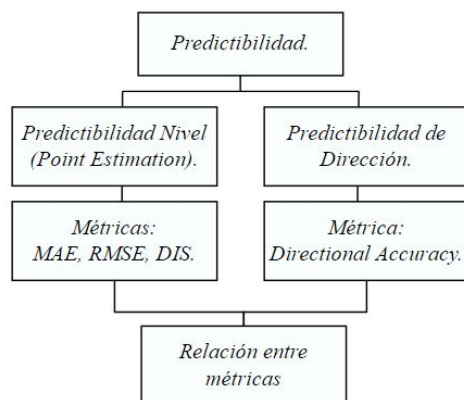 Predictibilidad.
Predictibilidad Nivel
(Point Estimation).
Predictibilidad de
Dirección.
Métricas:
MAE, RMSE, DIS.
Métrica:
Directional Accuracy.
Relación entre
métricas